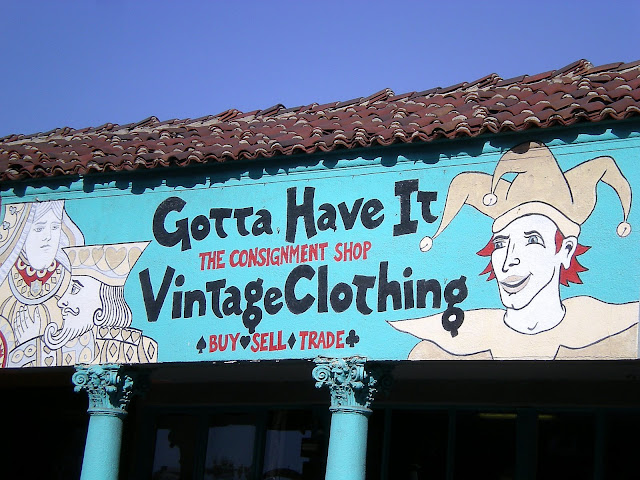 Gotta Have It
THE CONSIGNMENT SHOP
Vintage Clothing
♠BUY♥SELL♦TRADE♣